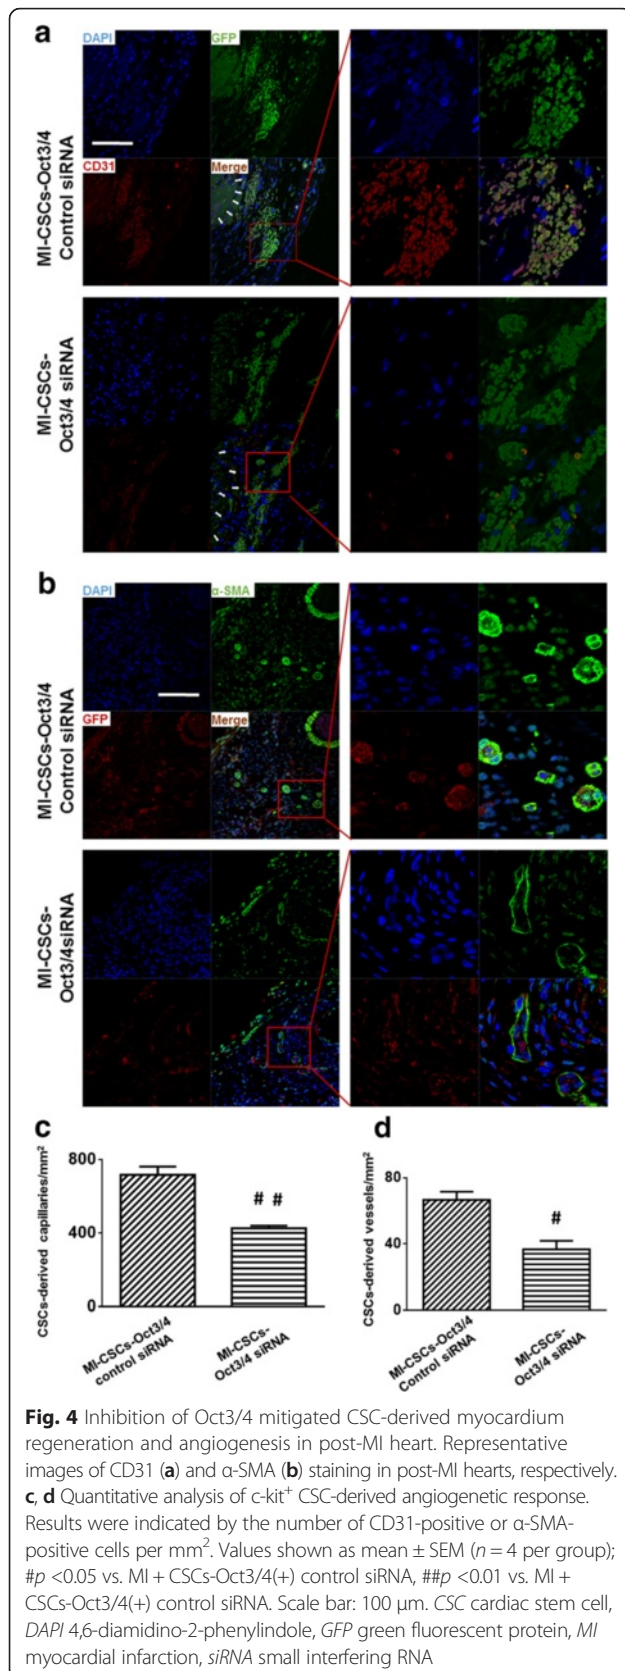 a
DAPI
GFP
CD31
Merge
MI-CSCs-Oct3/4
Control siRNA
MI-CSCs-
Oct3/4 siRNA
b
DAPI
α-SMA
GFP
Merge
MI-CSCs-Oct3/4
Control siRNA
MI-CSCs-
Oct3/4siRNA
c
CSCs-derived capillaries/mm²
800
400
0
# #
MI-CSCs-Oct3/4
control siRNA
MI-CSCs-
Oct3/4 siRNA
d
CSCs-derived vessels/mm²
80
40
0
#
MI-CSCs-Oct3/4
Control siRNA
MI-CSCs-
Oct3/4 siRNA
Fig. 4 Inhibition of Oct3/4 mitigated CSC-derived myocardium
regeneration and angiogenesis in post-MI heart. Representative
images of CD31 (a) and α-SMA (b) staining in post-MI hearts, respectively.
c, d Quantitative analysis of c-kit⁺ CSC-derived angiogenetic response.
Results were indicated by the number of CD31-positive or α-SMA-
positive cells per mm². Values shown as mean ± SEM (n = 4 per group);
#p <0.05 vs. MI + CSCs-Oct3/4(+) control siRNA, ##p <0.01 vs. MI +
CSCs-Oct3/4(+) control siRNA. Scale bar: 100 μm. CSC cardiac stem cell,
DAPI 4,6-diamidino-2-phenylindole, GFP green fluorescent protein, MI
myocardial infarction, siRNA small interfering RNA